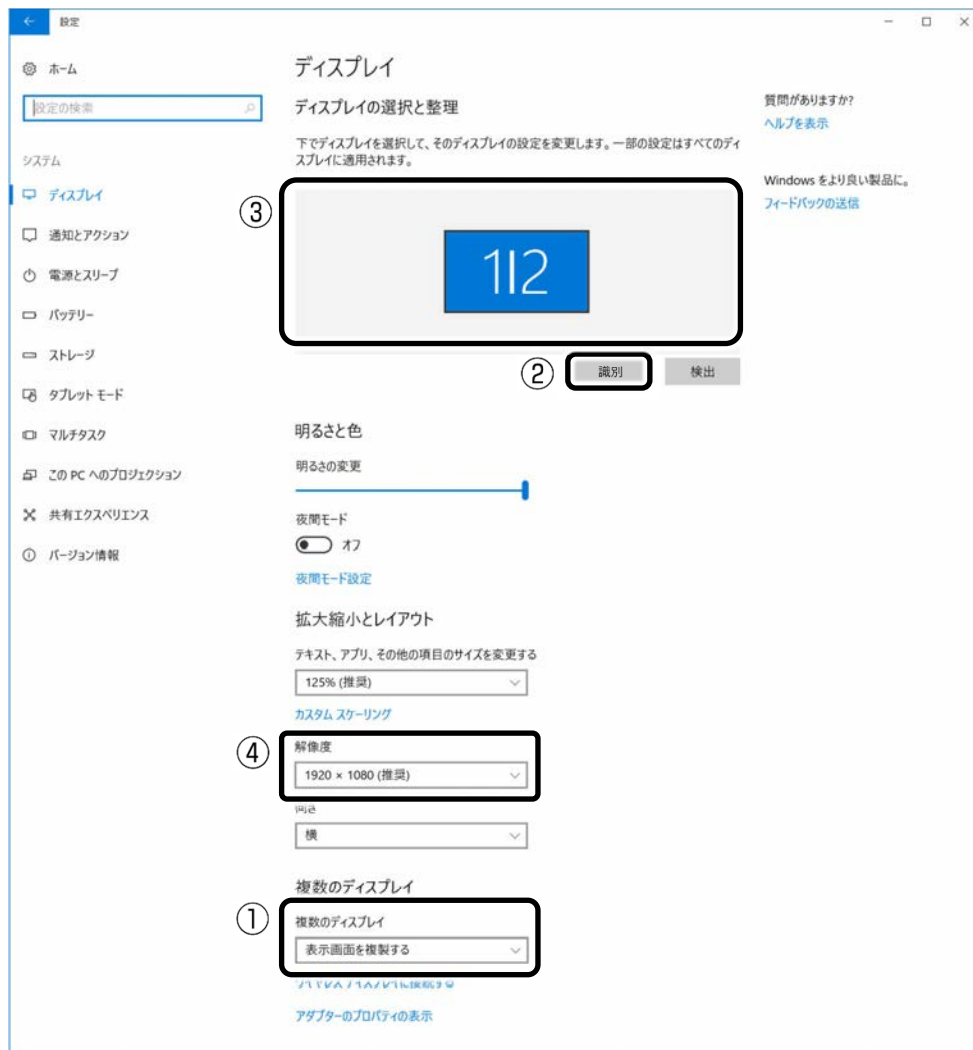 設定
ホーム
設定の検索
システム
ディスプレイ
通知とアクション
電源とスリープ
バッテリー
ストレージ
タブレット モード
マルチタスク
この PC へのプロジェクション
共有エクスペリエンス
バージョン情報
ディスプレイ
ディスプレイの選択と整理
下でディスプレイを選択して、そのディスプレイの設定を変更します。一部の設定はすべてのディ
スプレイに適用されます。
③
1|2
②
識別
検出
明るさと色
明るさの変更
夜間モード
オフ
夜間モード設定
拡大縮小とレイアウト
テキスト、アプリ、その他の項目のサイズを変更する
125% (推奨)
カスタム スケーリング
④
解像度
1920 × 1080 (推奨)
向き
横
複数のディスプレイ
①
複数のディスプレイ
表示画面を複製する
ワイヤレス ディスプレイに接続する
アダプターのプロパティの表示
質問がありますか?
ヘルプを表示
Windows をより良い製品に。
フィードバックの送信